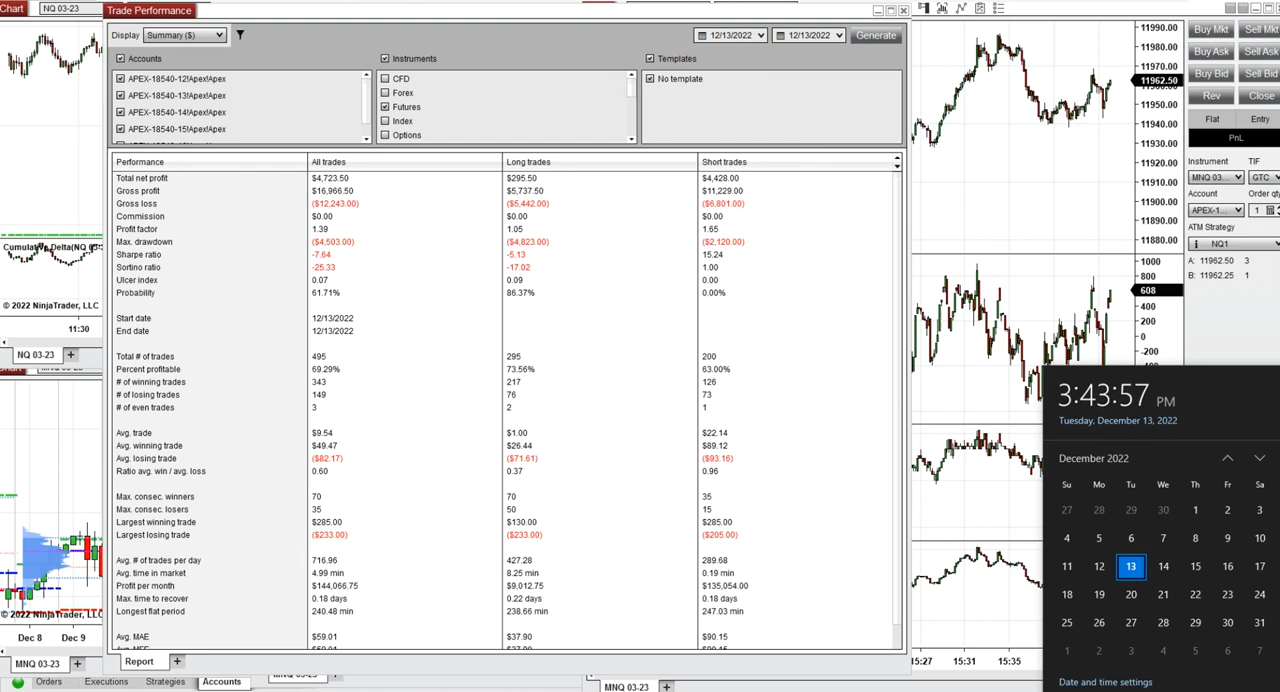 Chart
NQ 03-23
Trade Performance
Display
Summary ($)
12/13/2022
12/13/2022
Generate
Accounts
Instruments
Templates
APEX-18540-12!Apex!Apex
APEX-18540-13!Apex!Apex
APEX-18540-14!Apex!Apex
APEX-18540-15!Apex!Apex
CFD
Forex
Futures
Index
Options
No template
Performance All trades Long trades Short trades
Total net profit $4,723.50 $295.50 $4,428.00
Gross profit $16,966.50 $5,737.50 $11,229.00
Gross loss ($12,243.00) ($5,442.00) ($6,801.00)
Commission $0.00 $0.00 $0.00
Profit factor 1.39 1.05 1.65
Max. drawdown ($4,503.00) ($4,823.00) ($2,120.00)
Sharpe ratio -7.64 -5.13 15.24
Sortino ratio -25.33 -17.02 1.00
Ulcer index 0.07 0.09 0.00
Probability 61.71% 86.37% 0.00%
Start date 12/13/2022
End date 12/13/2022
Total # of trades 495 295 200
Percent profitable 69.29% 73.56% 63.00%
# of winning trades 343 217 126
# of losing trades 149 76 73
# of even trades 3 2 1
Avg. trade $9.54 $1.00 $22.14
Avg. winning trade $49.47 $26.44 $89.12
Avg. losing trade ($82.17) ($71.61) ($93.16)
Ratio avg. win / avg. loss 0.60 0.37 0.96
Max. consec. winners 70 70 35
Max. consec. losers 35 50 15
Largest winning trade $285.00 $130.00 $285.00
Largest losing trade ($233.00) ($233.00) ($205.00)
Avg. # of trades per day 716.96 427.28 289.68
Avg. time in market 4.99 min 8.25 min 0.19 min
Profit per month $144,066.75 $9,012.75 $135,054.00
Max. time to recover 0.18 days 0.22 days 0.18 days
Longest flat period 240.48 min 238.66 min 247.03 min
Avg. MAE $59.01 $37.90 $90.15
Report +
Cumulative Delta(NQ 03-
© 2022 NinjaTrader, LLC
11:30
NQ 03-23 +
© 2022 NinjaTrader, LLC
Dec 8 Dec 9
MNQ 03-23 +
Orders Executions Strategies Accounts
11990.00
11980.00
11970.00
11962.50
11950.00
11940.00
11930.00
11920.00
11910.00
11900.00
11890.00
11880.00
1000
800
608
400
200
0
-200
15:27 15:31 15:35
MNQ 03-23 +
Buy Mkt Sell Mkt
Buy Ask Sell Ask
Buy Bid Sell Bid
Rev Close
Flat Entry
PnL
Instrument TIF
MNQ 03... GTC
Account Order qty
APEX-1... 1
ATM Strategy
NQ1
A: 11962.50 3
B: 11962.25 1
3:43:57 PM
Tuesday, December 13, 2022
December 2022
Su Mo Tu We Th Fr Sa
27 28 29 30 1 2 3
4 5 6 7 8 9 10
11 12 13 14 15 16 17
18 19 20 21 22 23 24
25 26 27 28 29 30 31
1 2 3 4 5 6 7
Date and time settings